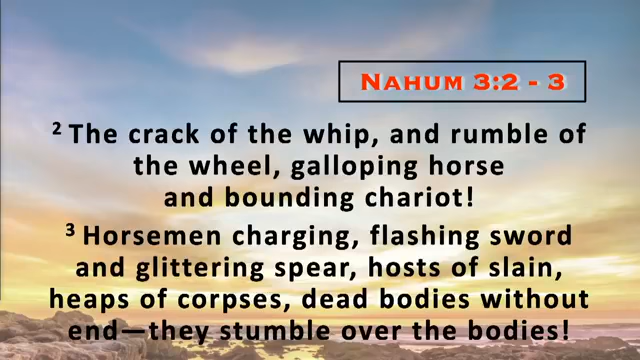 NAHUM 3:2 - 3
2 The crack of the whip, and rumble of
the wheel, galloping horse
and bounding chariot!
3 Horsemen charging, flashing sword
and glittering spear, hosts of slain,
heaps of corpses, dead bodies without
end—they stumble over the bodies!